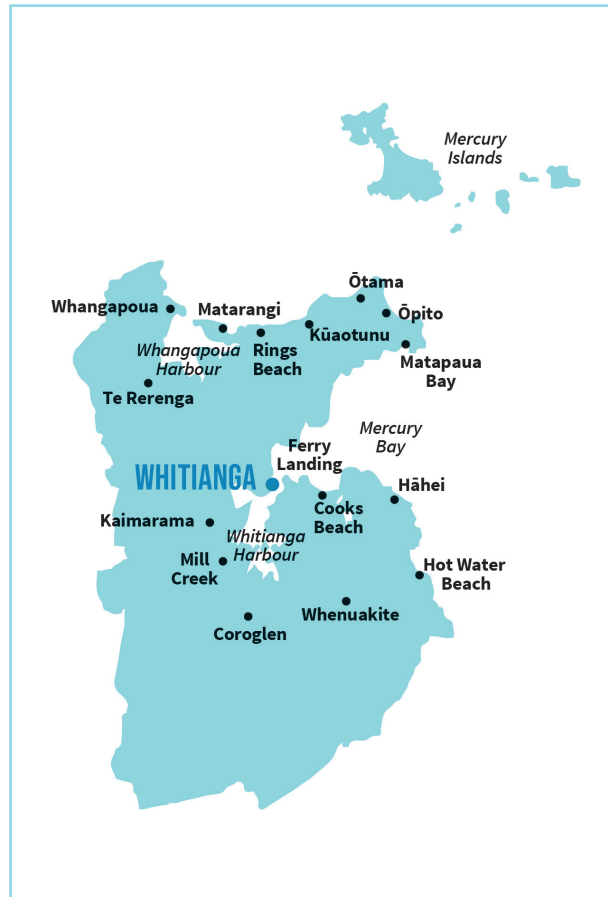 Mercury
Islands
Ōtama
Whangapoua
Matarangi
Ōpito
Kūaotunu
Whangapoua
Harbour
Rings
Beach
Matapaua
Bay
Te Rerenga
Mercury
Bay
Ferry
Landing
WHITIANGA
Hāhei
Cooks
Beach
Kaimarama
Whitianga
Harbour
Mill
Creek
Hot Water
Beach
Whenuakite
Coroglen